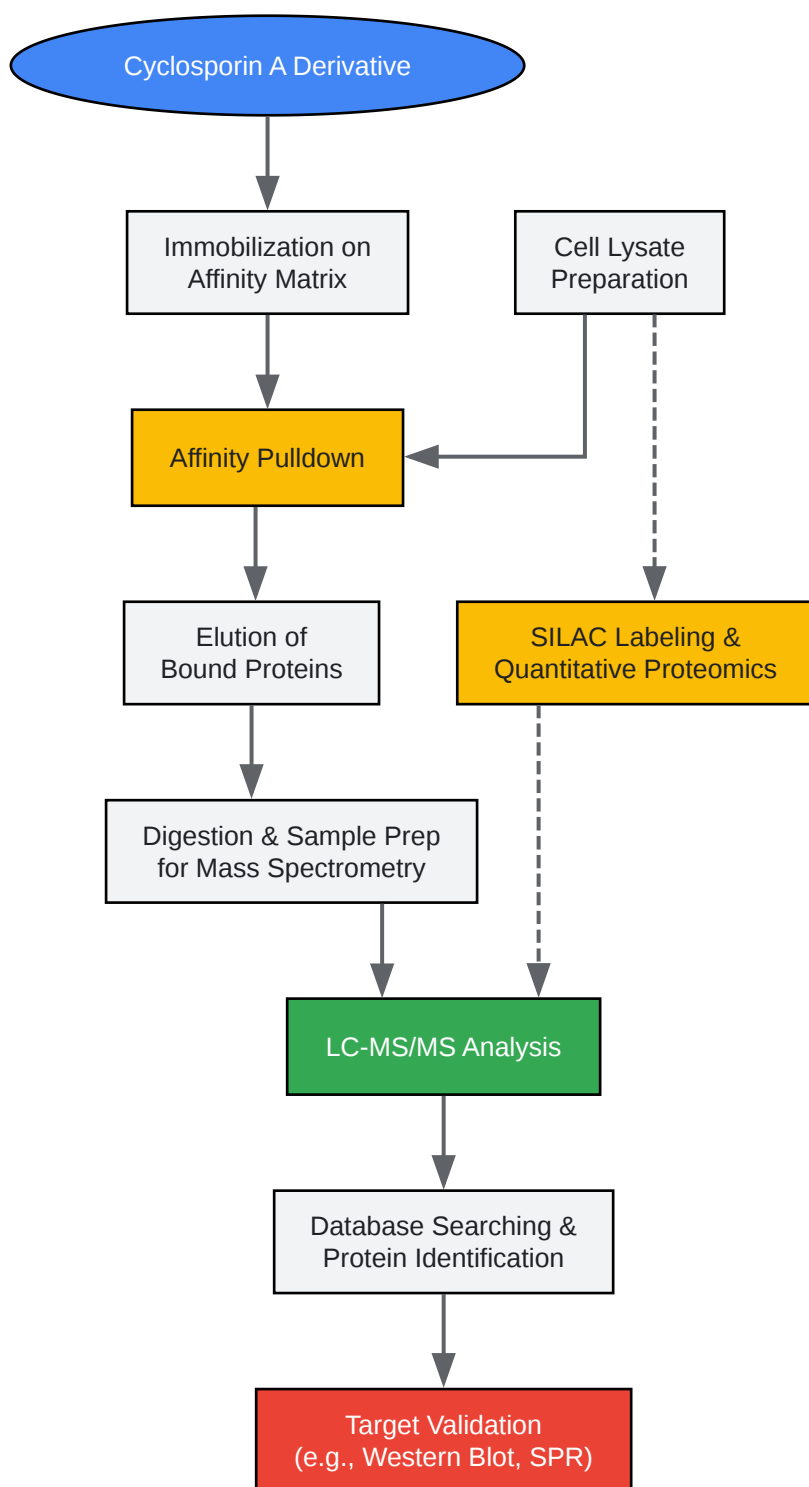 Cyclosporin A Derivative
Immobilization on
Affinity Matrix
Cell Lysate
Preparation
Affinity Pulldown
Elution of
Bound Proteins
SILAC Labeling &
Quantitative Proteomics
Digestion & Sample Prep
for Mass Spectrometry
LC-MS/MS Analysis
Database Searching &
Protein Identification
Target Validation
(e.g., Western Blot, SPR)